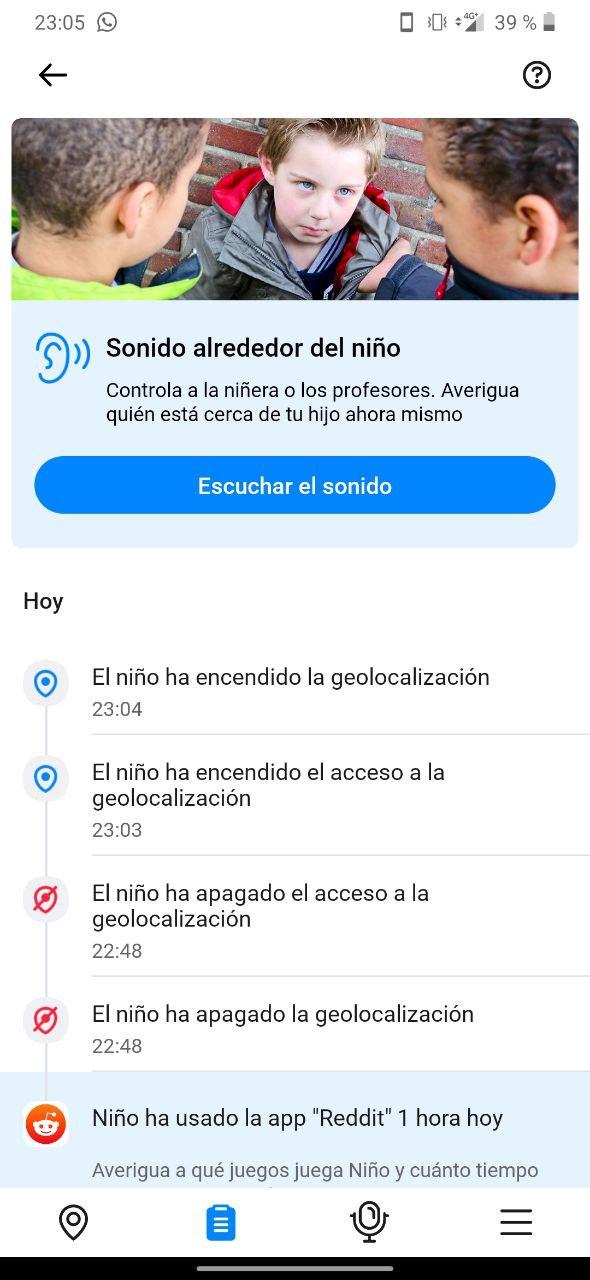 23:05 4G+ 39 %
Sonido alrededor del niño
Controla a la niñera o los profesores. Averigua
quién está cerca de tu hijo ahora mismo
Escuchar el sonido
Hoy
El niño ha encendido la geolocalización
23:04
El niño ha encendido el acceso a la
geolocalización
23:03
El niño ha apagado el acceso a la
geolocalización
22:48
El niño ha apagado la geolocalización
22:48
Niño ha usado la app "Reddit" 1 hora hoy
Averigua a qué juegos juega Niño y cuánto tiempo